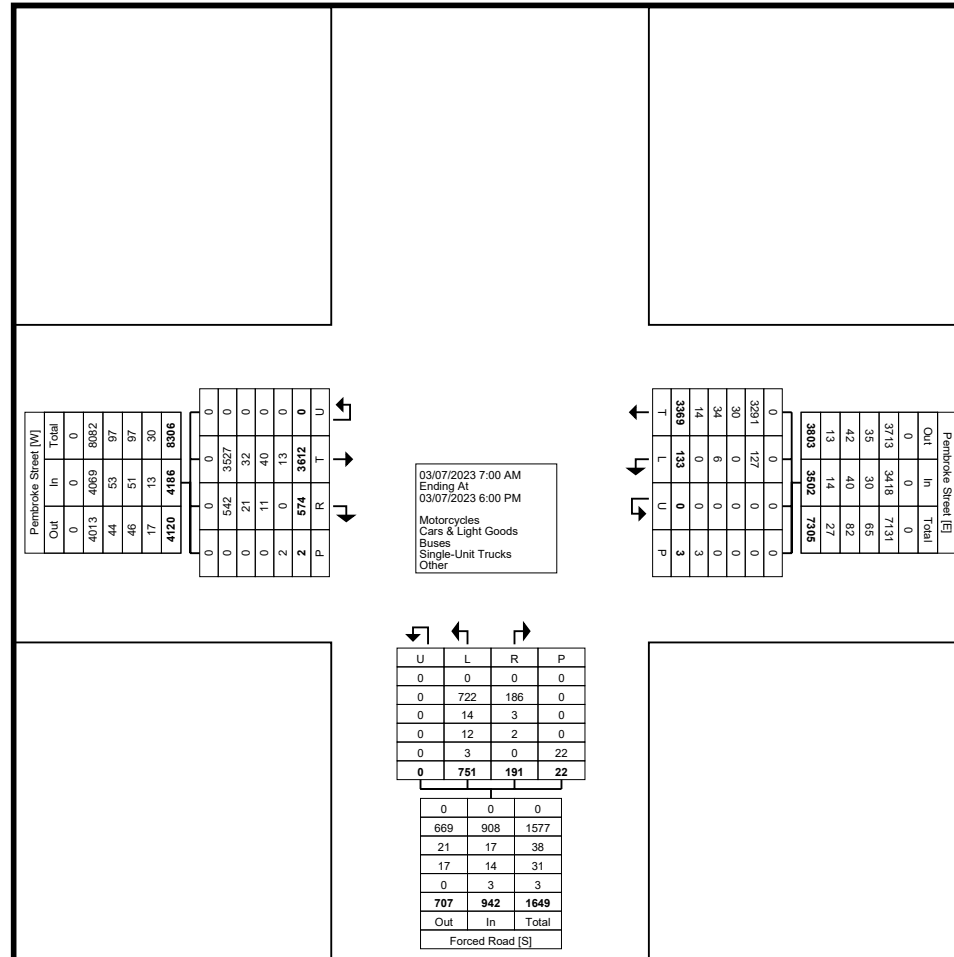 U T R P
0 3612 574 2
0 13 0 2
0 40 11 0
0 32 21 0
0 3527 542 0
0 0 0 0
8306 4186 4120
30 13 17
97 51 46
97 53 44
8082 4069 4013
0 0 0
Total In Out
Pembroke Street [W]
03/07/2023 7:00 AM
Ending At
03/07/2023 6:00 PM
Motorcycles
Cars & Light Goods
Buses
Single-Unit Trucks
Other
Pembroke Street [E]
Out In Total
0 0 0
3713 3418 7131
35 30 65
42 40 82
13 14 27
3803 3502 7305
0 0 0 0
3291 127 0 0
30 0 0 0
34 6 0 0
14 0 0 3
3369 133 0 3
T L U P
U L R P
0 0 0 0
0 722 186 0
0 14 3 0
0 12 2 0
0 3 0 22
0 751 191 22
0 0 0
669 908 1577
21 17 38
17 14 31
0 3 3
707 942 1649
Out In Total
Forced Road [S]